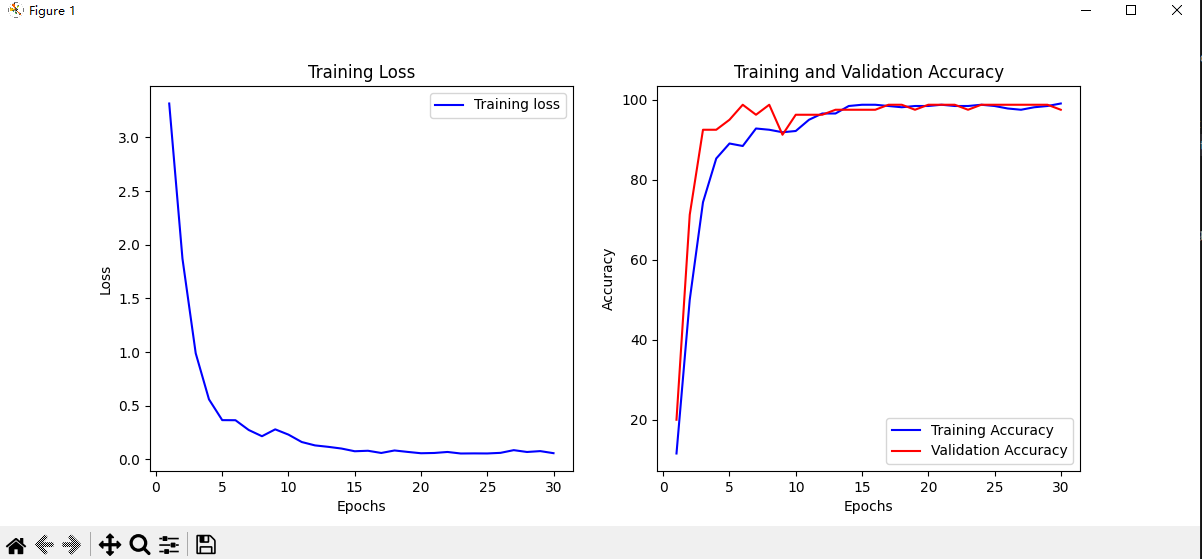 Figure 1
Training Loss
Training loss
3.0
2.5
2.0
1.5
1.0
0.5
0.0
Loss
0 5 10 15 20 25 30
Epochs
Training and Validation Accuracy
100
80
60
40
20
Accuracy
Training Accuracy
Validation Accuracy
0 5 10 15 20 25 30
Epochs